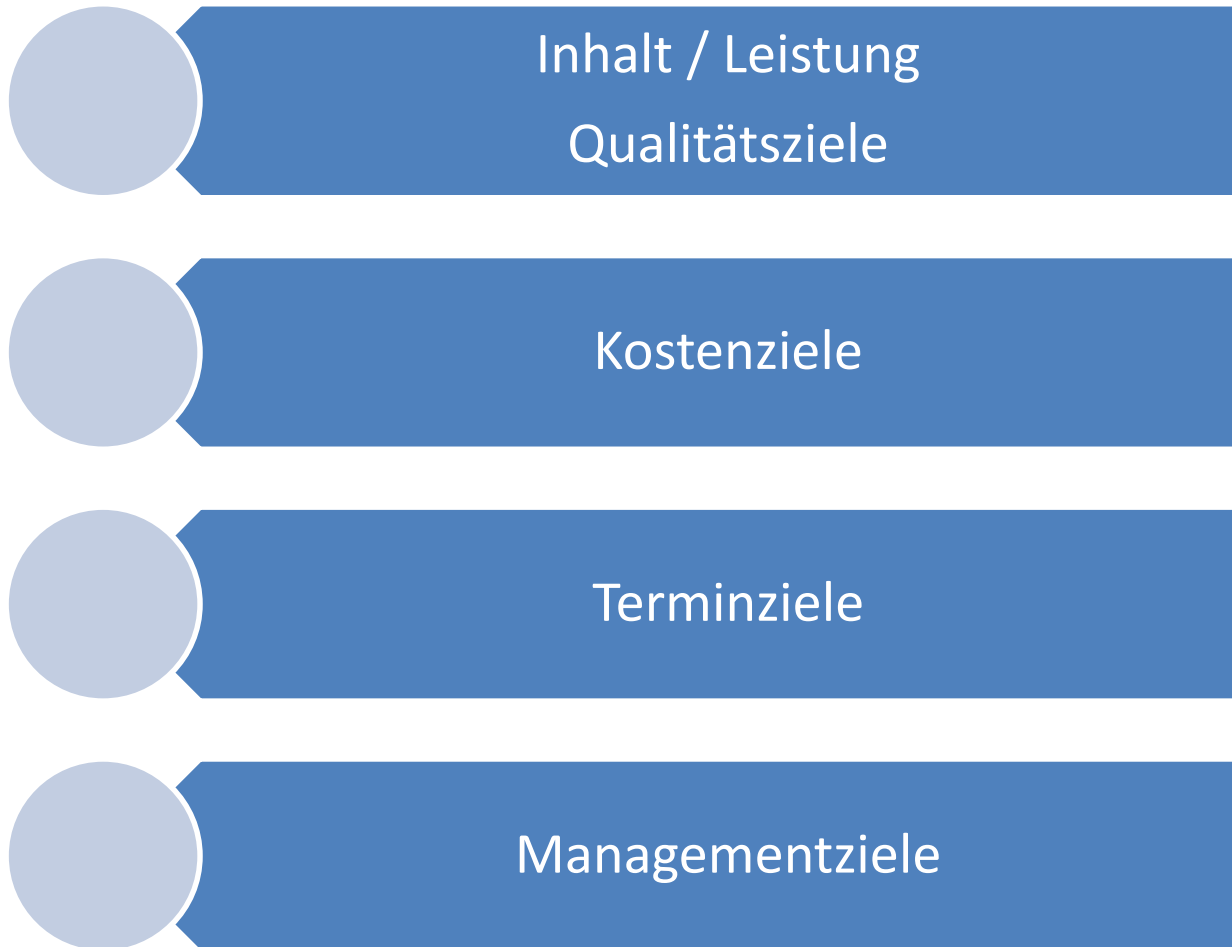 Inhalt / Leistung
Qualitätsziele
Kostenziele
Terminziele
Managementziele